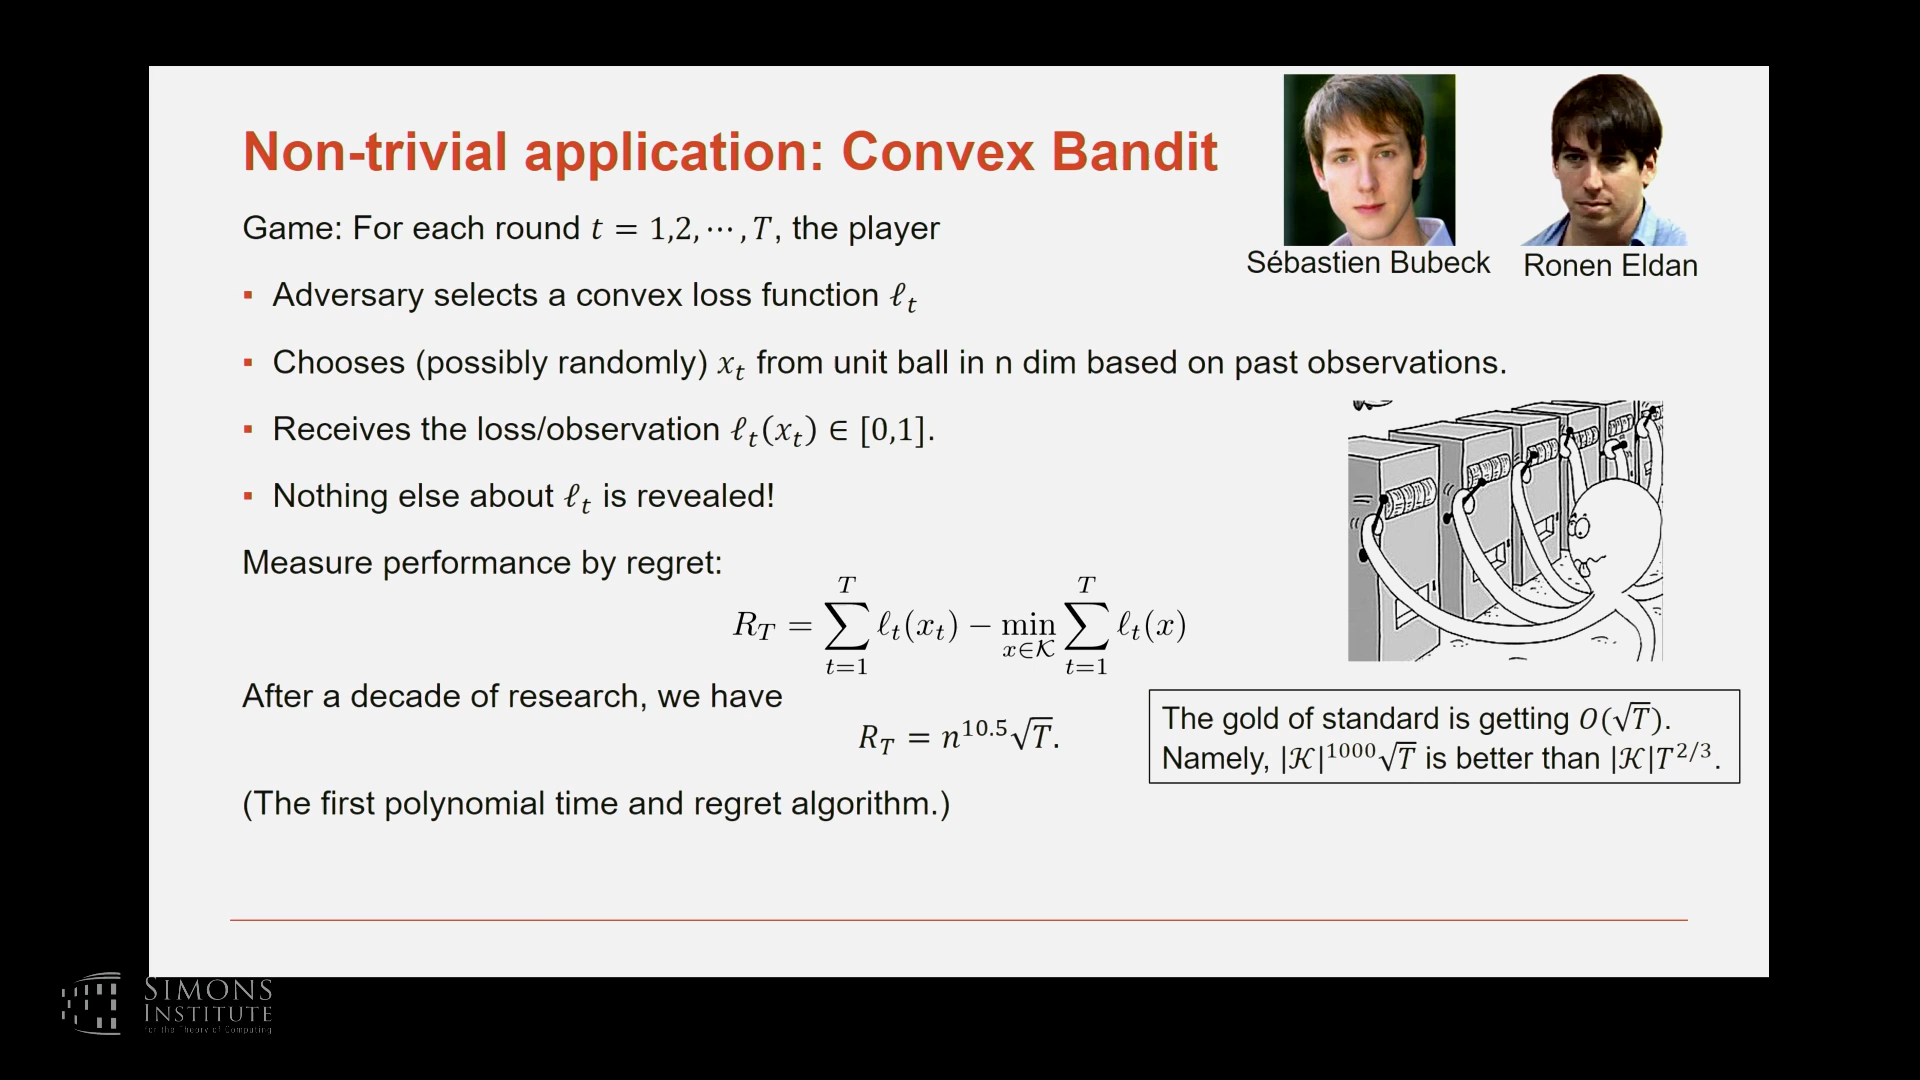 Non-trivial application: Convex Bandit
Sébastien Bubeck
Ronen Eldan
Game: For each round t = 1,2, ⋯ , T, the player
▪ Adversary selects a convex loss function ℓ_t
▪ Chooses (possibly randomly) x_t from unit ball in n dim based on past observations.
▪ Receives the loss/observation ℓ_t(x_t) ∈ [0,1].
▪ Nothing else about ℓ_t is revealed!
Measure performance by regret:
R_T = ∑_{t=1}^{T} ℓ_t(x_t) − min_{x∈𝒦} ∑_{t=1}^{T} ℓ_t(x)
After a decade of research, we have
R_T = n^{10.5}√T.
The gold of standard is getting O(√T).
Namely, |𝒦|^{1000}√T is better than |𝒦|T^{2/3}.
(The first polynomial time and regret algorithm.)
SIMONS
INSTITUTE
for the Theory of Computing